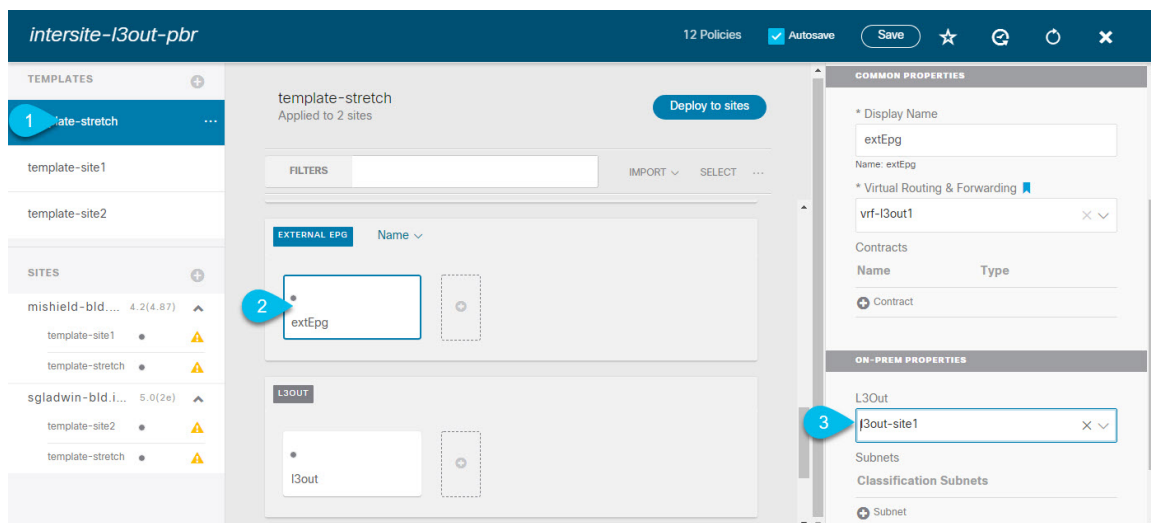 intersite-l3out-pbr
12 Policies
Autosave
Save
TEMPLATES
1
late-stretch
template-site1
template-site2
SITES
mishield-bld.... 4.2(4.87)
template-site1
template-stretch
sgladwin-bld.i... 5.0(2e)
template-site2
template-stretch
template-stretch
Applied to 2 sites
Deploy to sites
FILTERS
IMPORT
SELECT ...
EXTERNAL EPG
Name
2
extEpg
L3OUT
l3out
COMMON PROPERTIES
* Display Name
extEpg
Name: extEpg
* Virtual Routing & Forwarding
vrf-l3out1
Contracts
Name Type
Contract
ON-PREM PROPERTIES
L3Out
3
l3out-site1
Subnets
Classification Subnets
Subnet